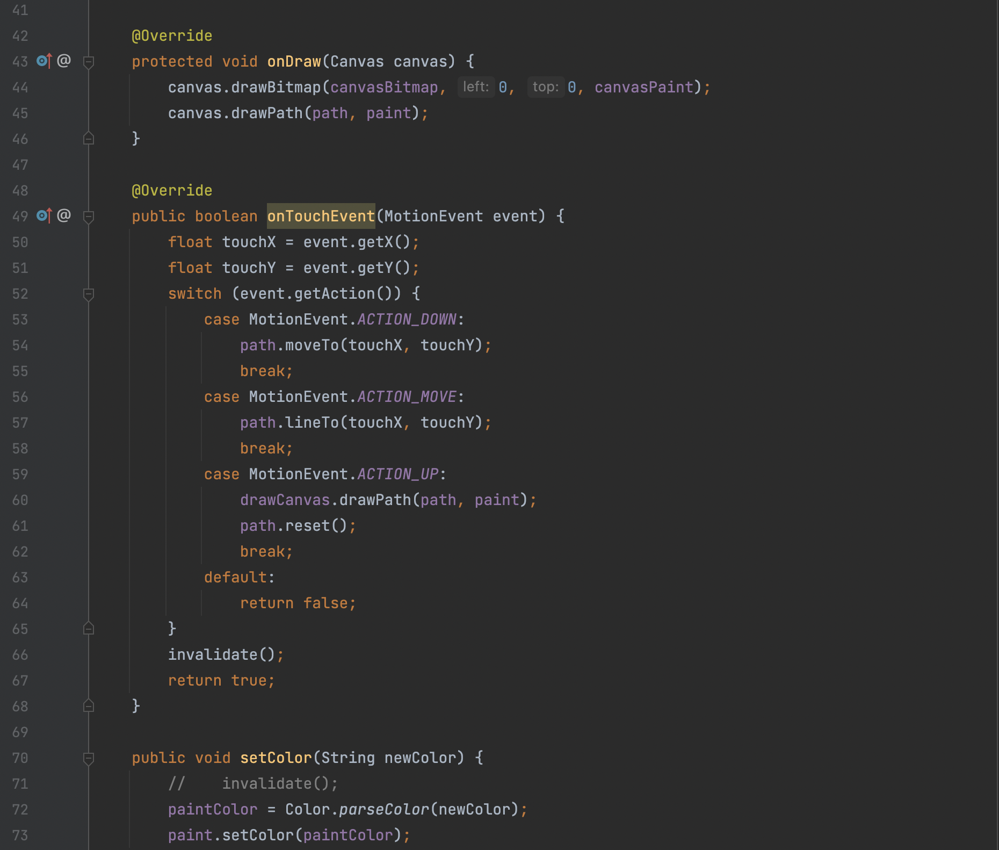 41
42 @Override
43 @ protected void onDraw(Canvas canvas) {
44 canvas.drawBitmap(canvasBitmap, left: 0, top: 0, canvasPaint);
45 canvas.drawPath(path, paint);
46 }
47
48 @Override
49 @ public boolean onTouchEvent(MotionEvent event) {
50 float touchX = event.getX();
51 float touchY = event.getY();
52 switch (event.getAction()) {
53 case MotionEvent.ACTION_DOWN:
54 path.moveTo(touchX, touchY);
55 break;
56 case MotionEvent.ACTION_MOVE:
57 path.lineTo(touchX, touchY);
58 break;
59 case MotionEvent.ACTION_UP:
60 drawCanvas.drawPath(path, paint);
61 path.reset();
62 break;
63 default:
64 return false;
65 }
66 invalidate();
67 return true;
68 }
69
70 public void setColor(String newColor) {
71 // invalidate();
72 paintColor = Color.parseColor(newColor);
73 paint.setColor(paintColor);